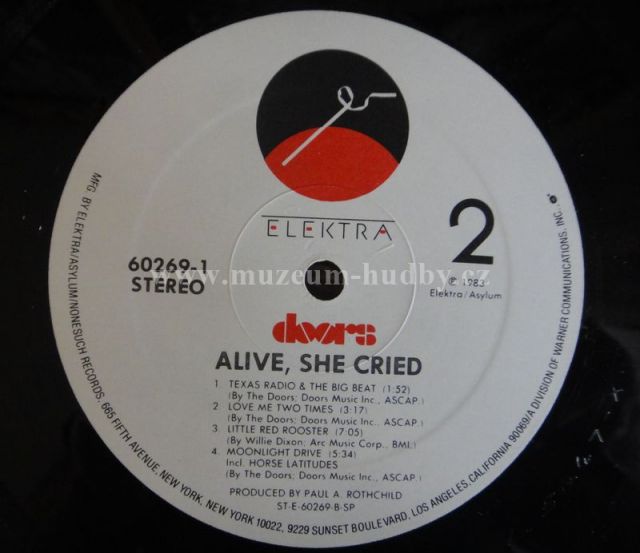 ELEKTRA
2
60269-1
STEREO
℗ 1983
Elektra/Asylum
www.muzeum-hudby.cz
doors
ALIVE, SHE CRIED
1. TEXAS RADIO & THE BIG BEAT (1:52)
(By The Doors; Doors Music Inc., ASCAP.)
2. LOVE ME TWO TIMES (3:17)
(By The Doors; Doors Music Inc., ASCAP.)
3. LITTLE RED ROOSTER (7:05)
(By Willie Dixon; Arc Music Corp., BMI.)
4. MOONLIGHT DRIVE (5:34)
Incl. HORSE LATITUDES
(By The Doors; Doors Music Inc., ASCAP.)
PRODUCED BY PAUL A. ROTHCHILD
ST-E-60269-B-SP
MFG. BY ELEKTRA/ASYLUM/NONESUCH RECORDS, 665 FIFTH AVENUE, NEW YORK, NEW YORK 10022, 9229 SUNSET BOULEVARD, LOS ANGELES, CALIFORNIA 90069/A DIVISION OF WARNER COMMUNICATIONS, INC.